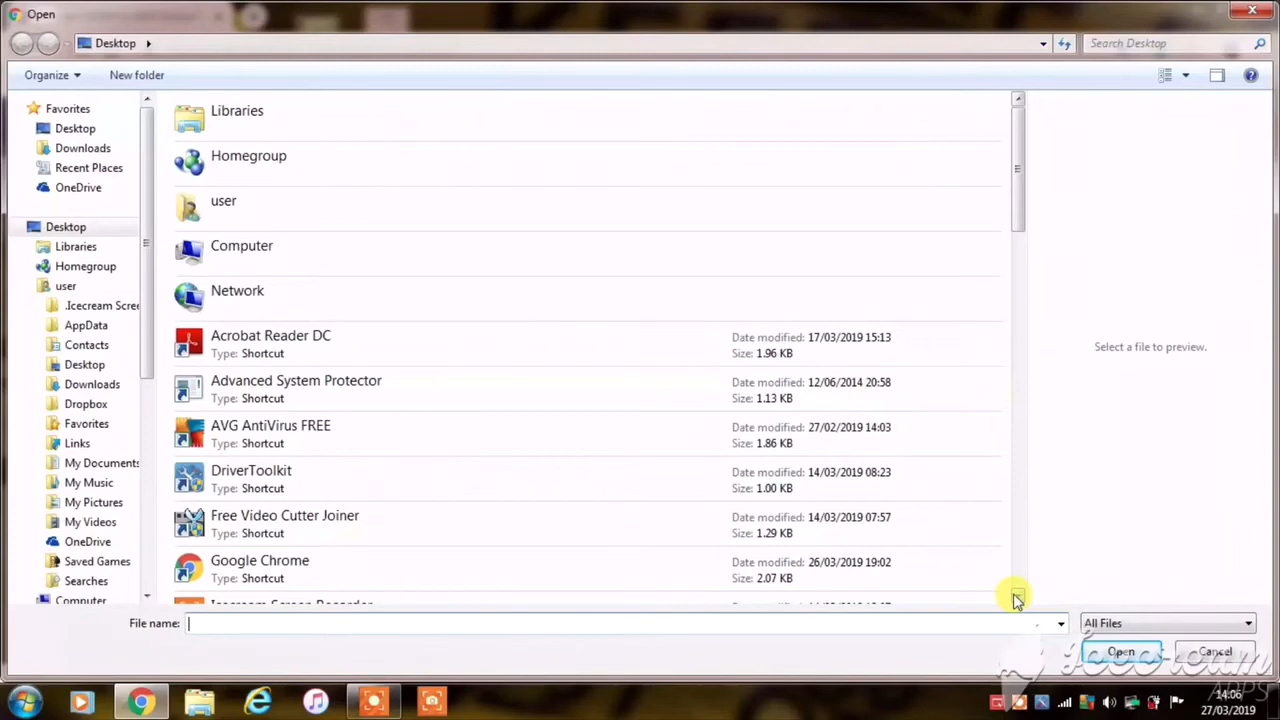 Open
Desktop
Search Desktop
Organize
New folder
Favorites
Desktop
Downloads
Recent Places
OneDrive
Desktop
Libraries
Homegroup
user
.Icecream Scree
AppData
Contacts
Desktop
Downloads
Dropbox
Favorites
Links
My Documents
My Music
My Pictures
My Videos
OneDrive
Saved Games
Searches
Computer
Libraries
Homegroup
user
Computer
Network
Acrobat Reader DC
Type: Shortcut
Date modified: 17/03/2019 15:13
Size: 1.96 KB
Advanced System Protector
Type: Shortcut
Date modified: 12/06/2014 20:58
Size: 1.13 KB
AVG AntiVirus FREE
Type: Shortcut
Date modified: 27/02/2019 14:03
Size: 1.86 KB
DriverToolkit
Type: Shortcut
Date modified: 14/03/2019 08:23
Size: 1.00 KB
Free Video Cutter Joiner
Type: Shortcut
Date modified: 14/03/2019 07:57
Size: 1.29 KB
Google Chrome
Type: Shortcut
Date modified: 26/03/2019 19:02
Size: 2.07 KB
Icecream Screen Recorder
Select a file to preview.
File name:
All Files
Open
Cancel
Icecream
APPS
14:06
27/03/2019